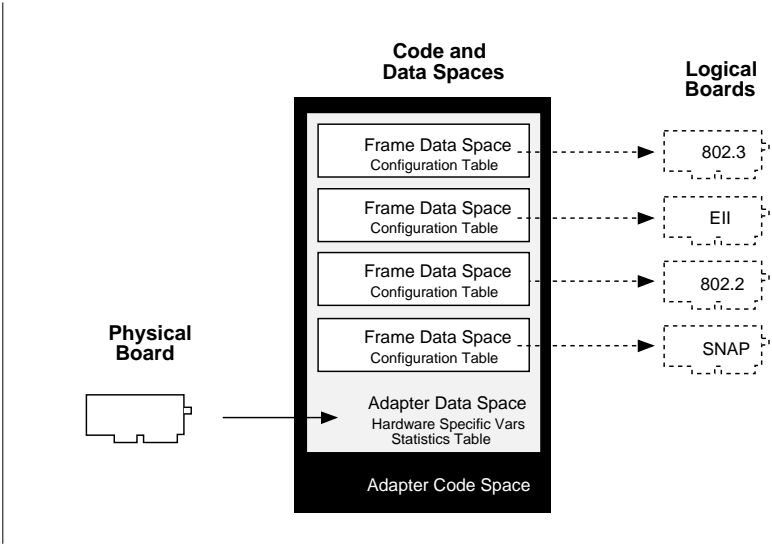 Code and
Data Spaces
Logical
Boards
Frame Data Space
Configuration Table
802.3
Frame Data Space
Configuration Table
EII
Frame Data Space
Configuration Table
802.2
Frame Data Space
Configuration Table
SNAP
Physical
Board
Adapter Data Space
Hardware Specific Vars
Statistics Table
Adapter Code Space